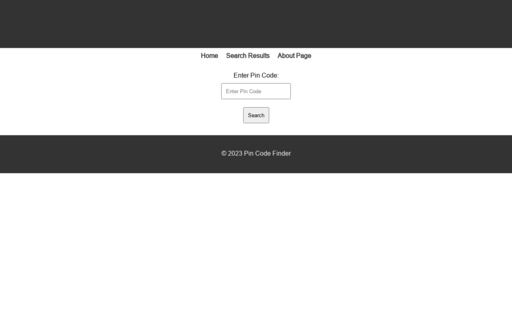 Home Search Results About Page
Enter Pin Code:
Enter Pin Code
Search
© 2023 Pin Code Finder